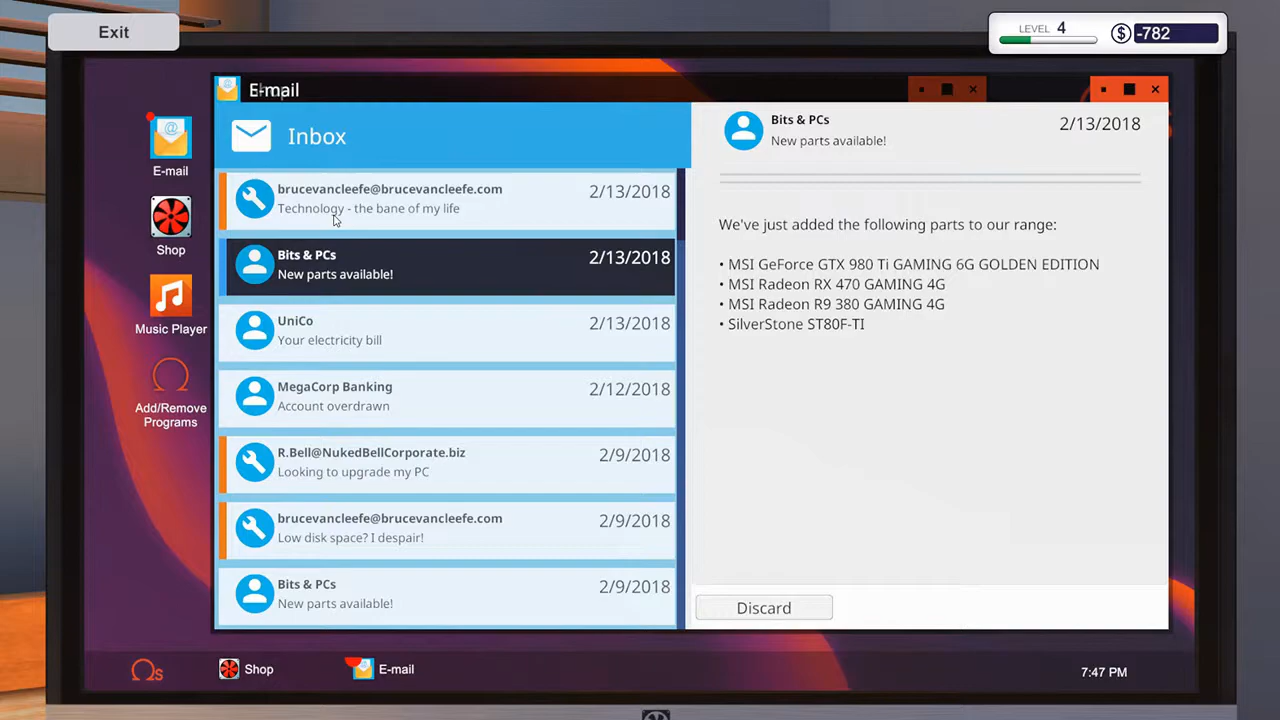 Exit
LEVEL 4
$ -782
E-mail
Inbox
brucevancleefe@brucevancleefe.com
2/13/2018
Technology - the bane of my life
Bits & PCs
2/13/2018
New parts available!
UniCo
2/13/2018
Your electricity bill
MegaCorp Banking
2/12/2018
Account overdrawn
R.Bell@NukedBellCorporate.biz
2/9/2018
Looking to upgrade my PC
brucevancleefe@brucevancleefe.com
2/9/2018
Low disk space? I despair!
Bits & PCs
2/9/2018
New parts available!
Bits & PCs
2/13/2018
New parts available!
We've just added the following parts to our range:
• MSI GeForce GTX 980 Ti GAMING 6G GOLDEN EDITION
• MSI Radeon RX 470 GAMING 4G
• MSI Radeon R9 380 GAMING 4G
• SilverStone ST80F-TI
Discard
E-mail
Shop
Music Player
Add/Remove
Programs
Ωs
Shop
E-mail
7:47 PM